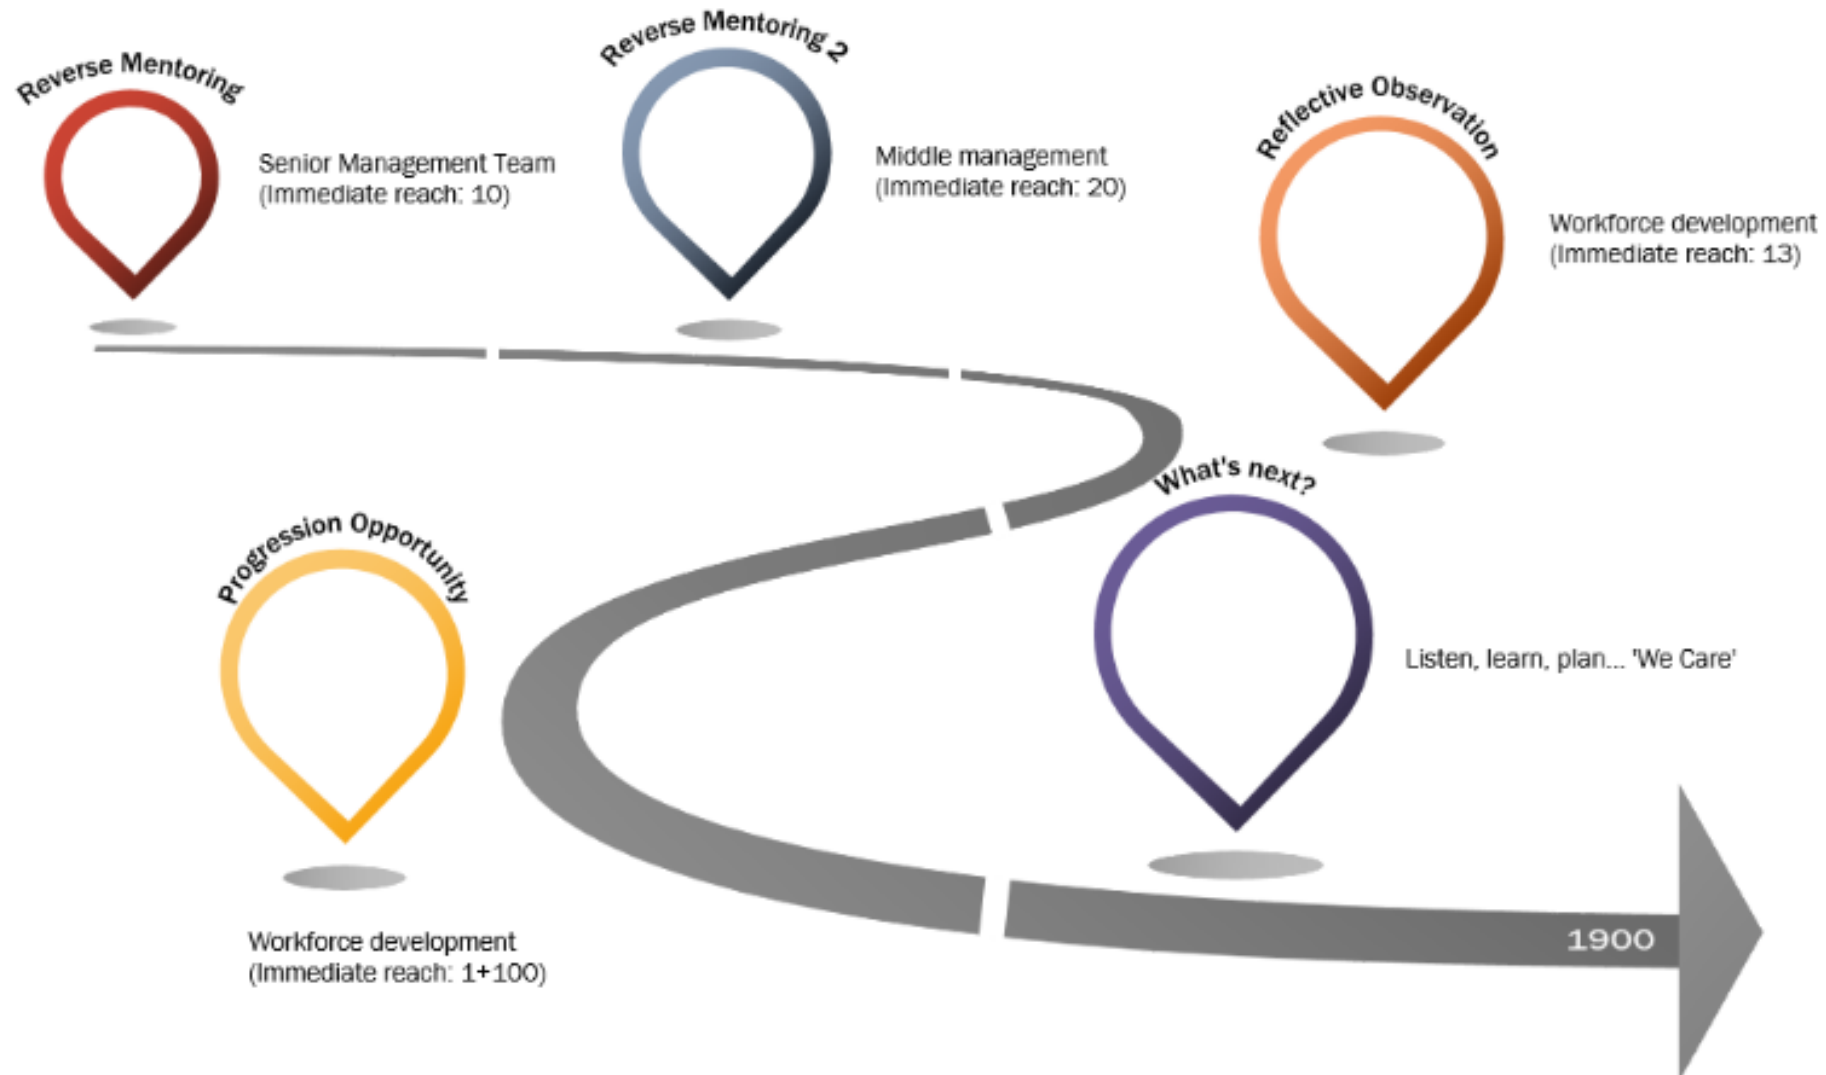 Reverse Mentoring
Senior Management Team
(Immediate reach: 10)
Reverse Mentoring 2
Middle management
(Immediate reach: 20)
Reflective Observation
Workforce development
(Immediate reach: 13)
Progression Opportunity
Workforce development
(Immediate reach: 1+100)
What's next?
Listen, learn, plan... 'We Care'
1900